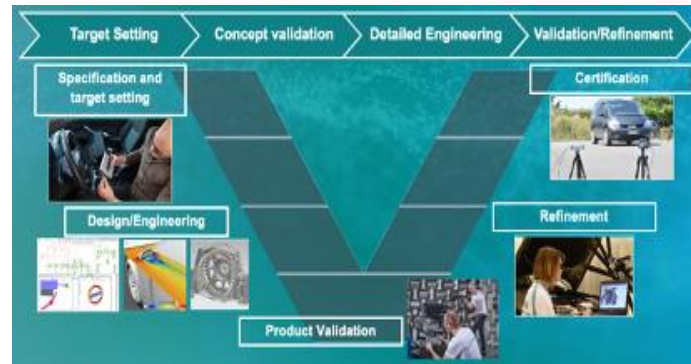 Target Setting
Concept validation
Detailed Engineering
Validation/Refinement
Specification and
target setting
Certification
Design/Engineering
Refinement
Product Validation